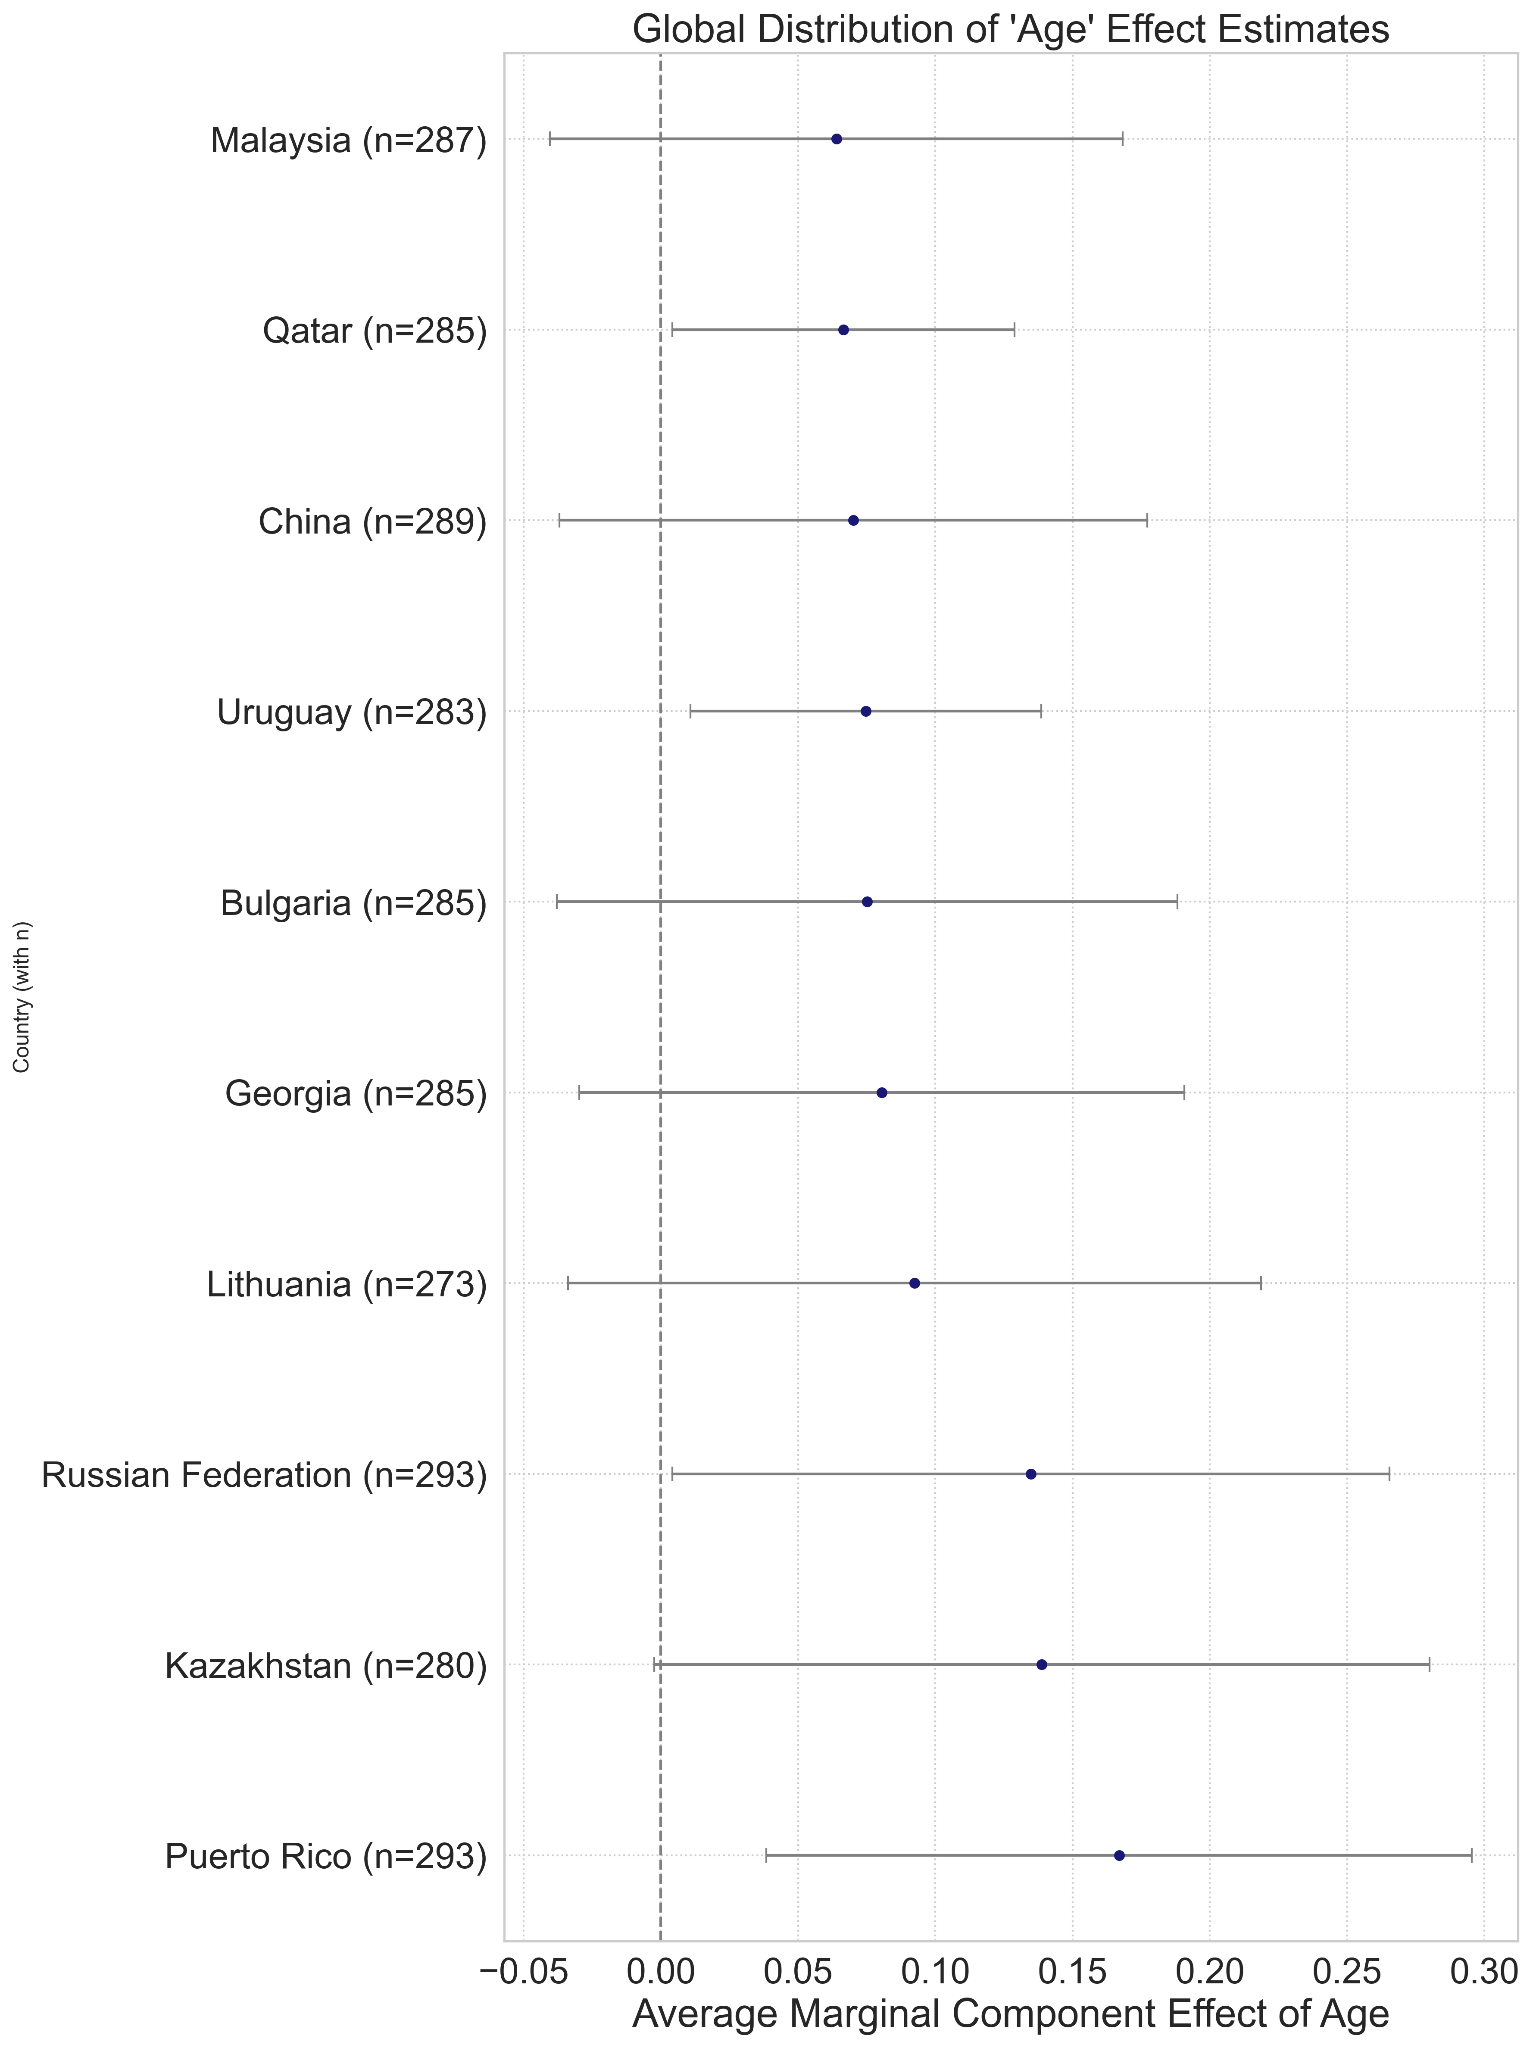 Global Distribution of 'Age' Effect Estimates
Malaysia (n=287)
Qatar (n=285)
China (n=289)
Uruguay (n=283)
Bulgaria (n=285)
Country (with n)
Georgia (n=285)
Lithuania (n=273)
Russian Federation (n=293)
Kazakhstan (n=280)
Puerto Rico (n=293)
−0.05 0.00 0.05 0.10 0.15 0.20 0.25 0.30
Average Marginal Component Effect of Age